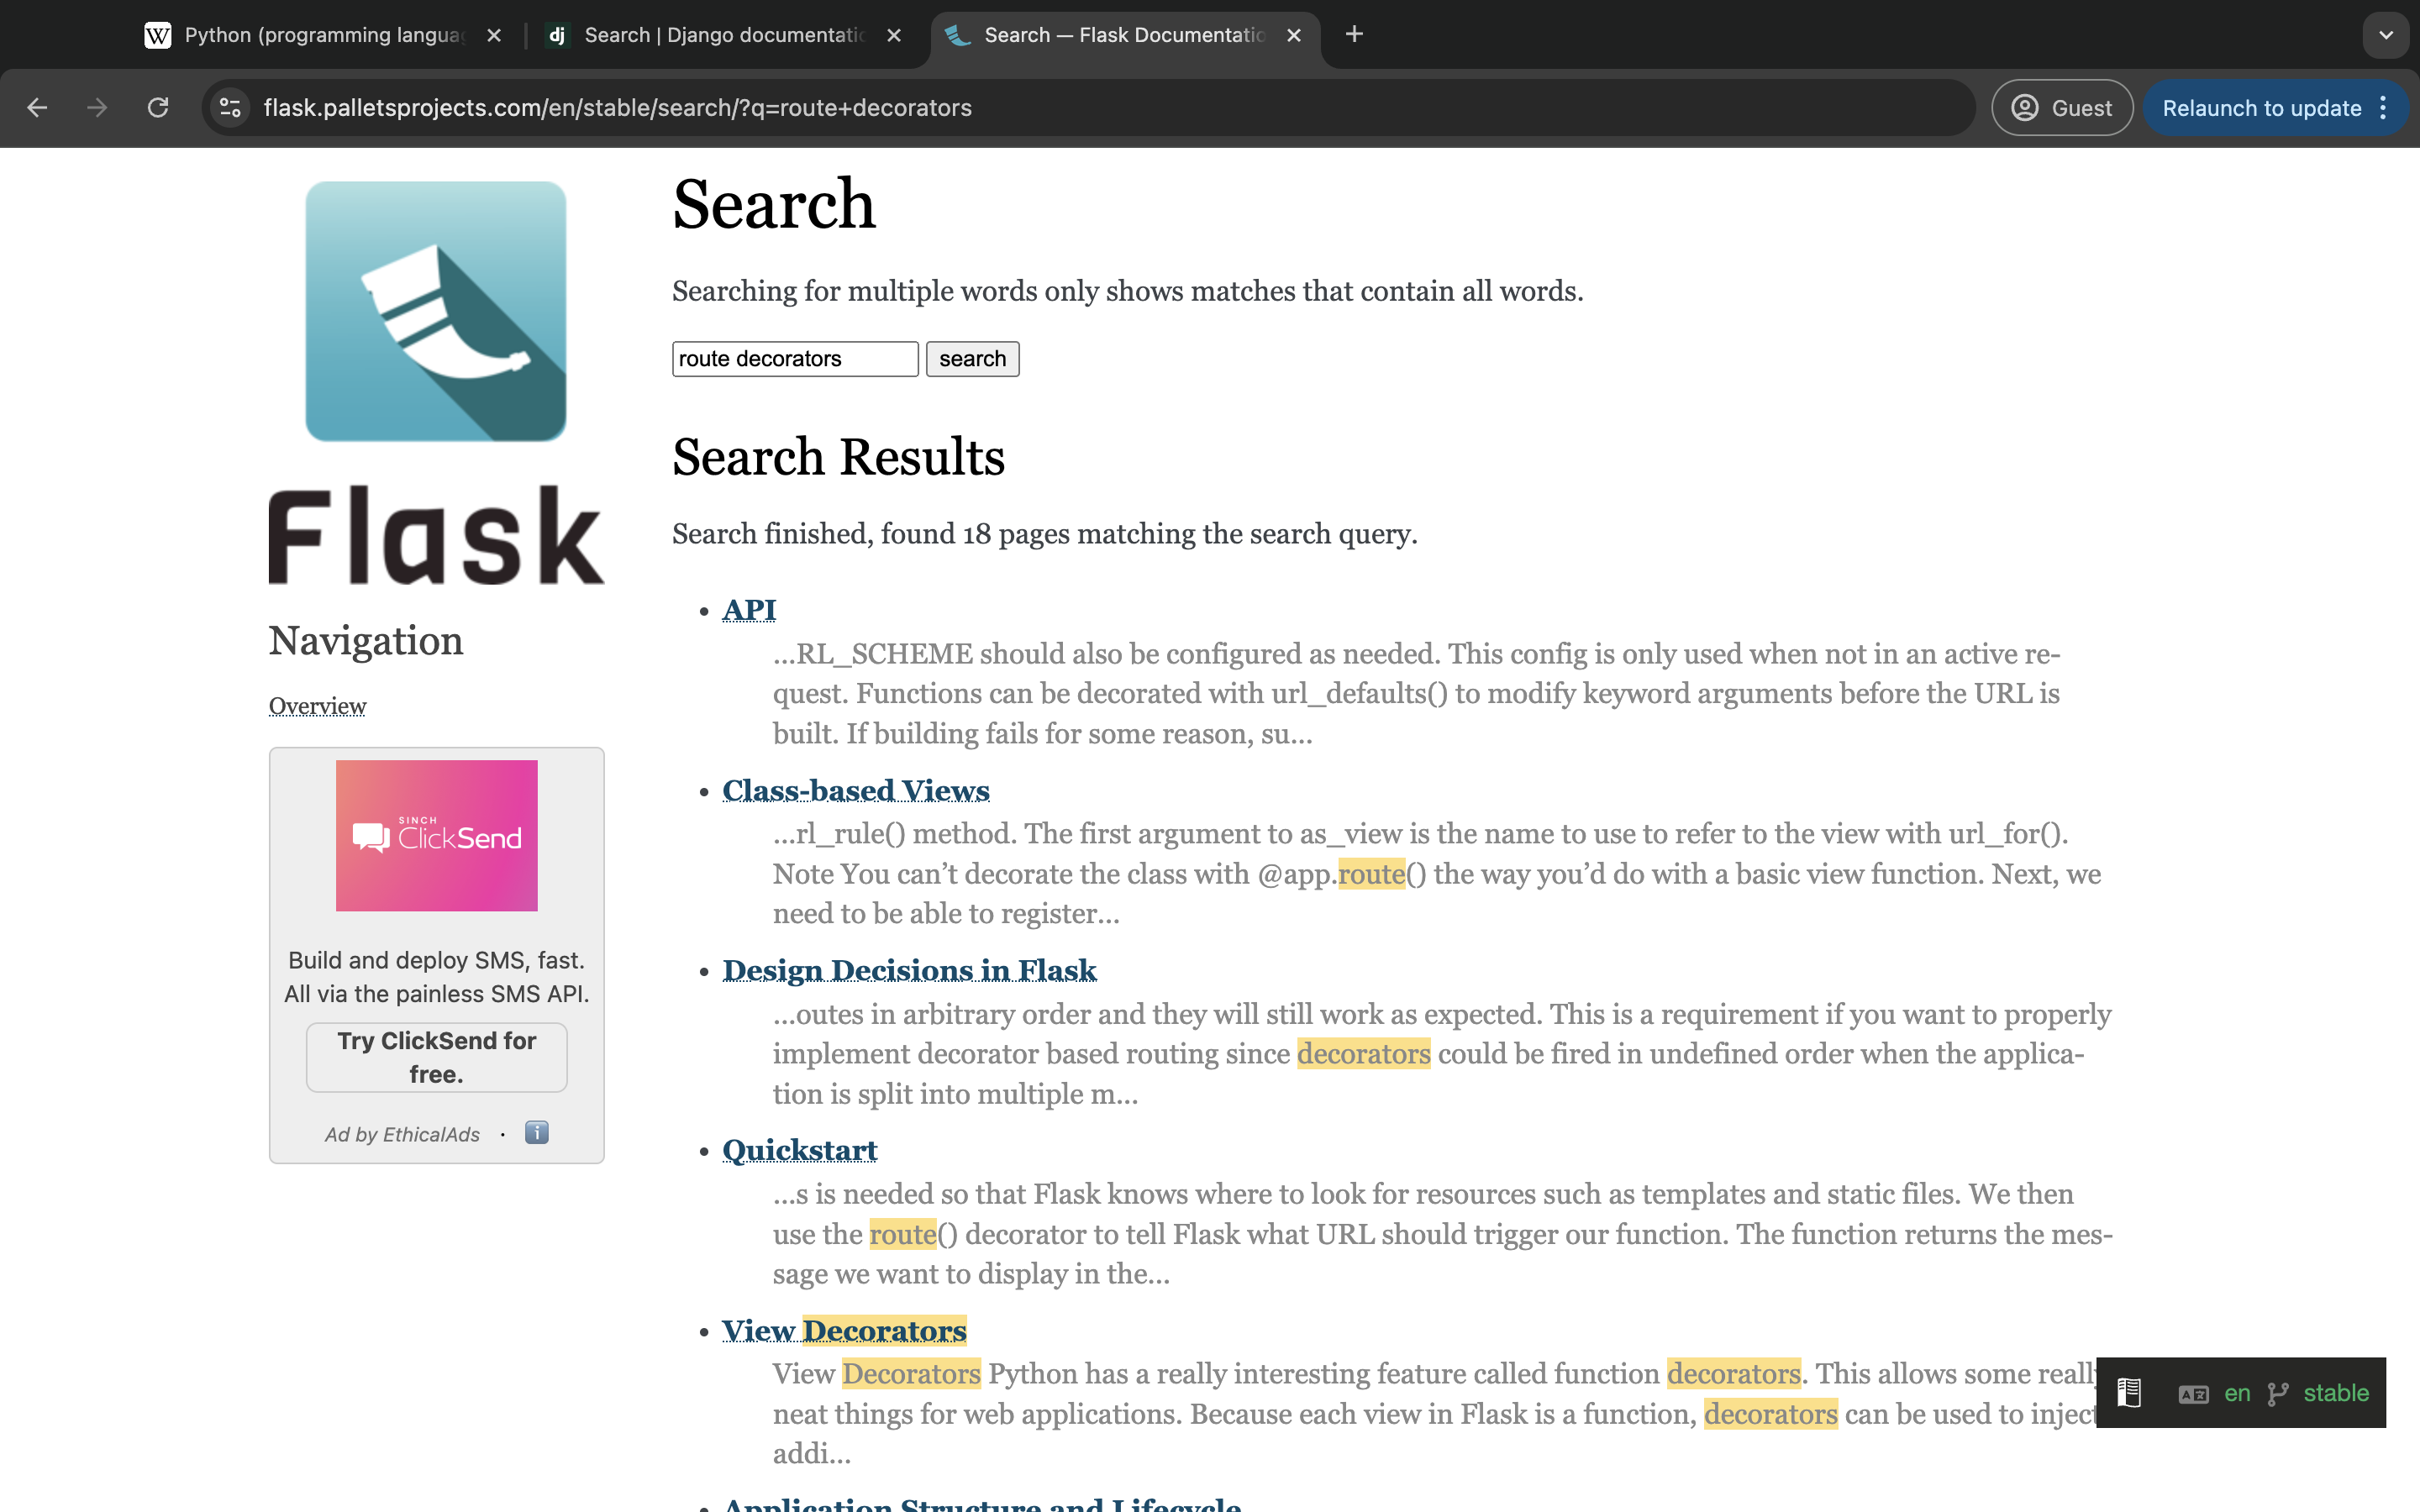 Python (programming langua
Search | Django documentatio
Search — Flask Documentatio
flask.palletsprojects.com/en/stable/search/?q=route+decorators
Guest
Relaunch to update
Flask
Navigation
Overview
SINCH
ClickSend
Build and deploy SMS, fast.
All via the painless SMS API.
Try ClickSend for
free.
Ad by EthicalAds ·
Search
Searching for multiple words only shows matches that contain all words.
route decorators
search
Search Results
Search finished, found 18 pages matching the search query.
• API
...RL_SCHEME should also be configured as needed. This config is only used when not in an active re-
quest. Functions can be decorated with url_defaults() to modify keyword arguments before the URL is
built. If building fails for some reason, su...
• Class-based Views
...rl_rule() method. The first argument to as_view is the name to use to refer to the view with url_for().
Note You can’t decorate the class with @app.route() the way you’d do with a basic view function. Next, we
need to be able to register...
• Design Decisions in Flask
...outes in arbitrary order and they will still work as expected. This is a requirement if you want to properly
implement decorator based routing since decorators could be fired in undefined order when the applica-
tion is split into multiple m...
• Quickstart
...s is needed so that Flask knows where to look for resources such as templates and static files. We then
use the route() decorator to tell Flask what URL should trigger our function. The function returns the mes-
sage we want to display in the...
• View Decorators
View Decorators Python has a really interesting feature called function decorators. This allows some really
neat things for web applications. Because each view in Flask is a function, decorators can be used to inject
addi...
• Application Structure and Lifecycle
en
stable